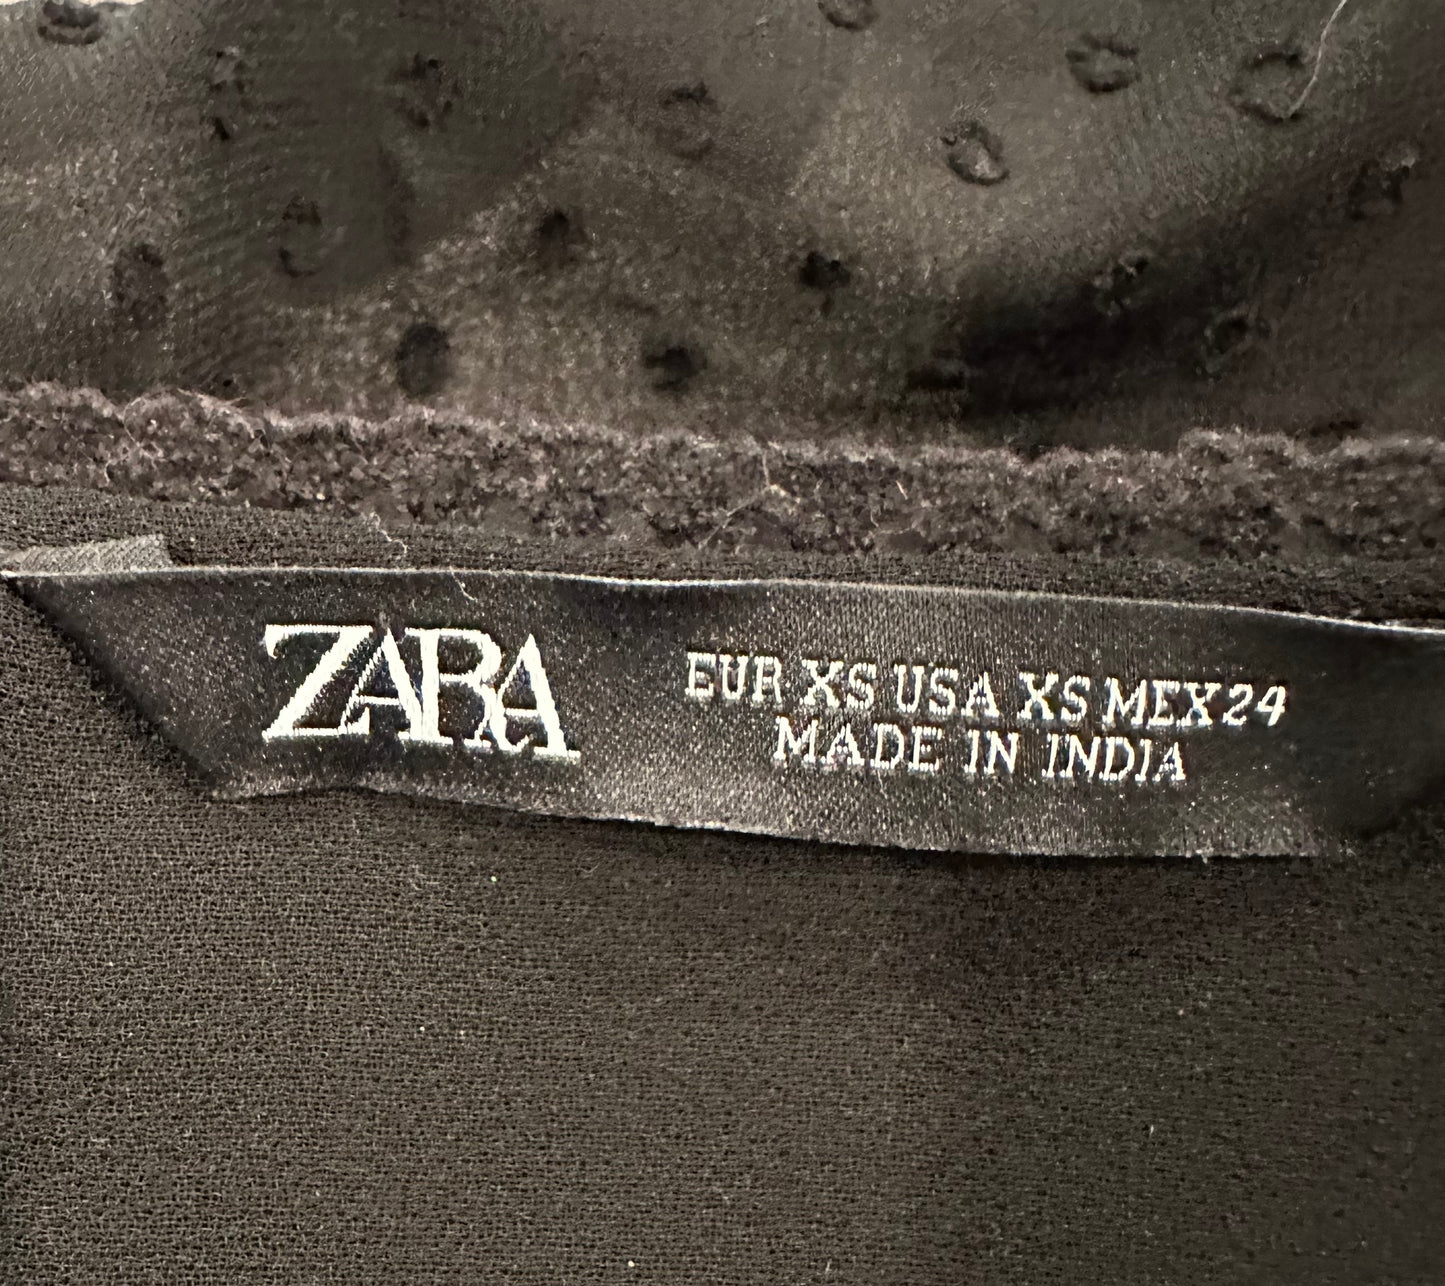 ZARA
EUR XS USA XS MEX 24
MADE IN INDIA